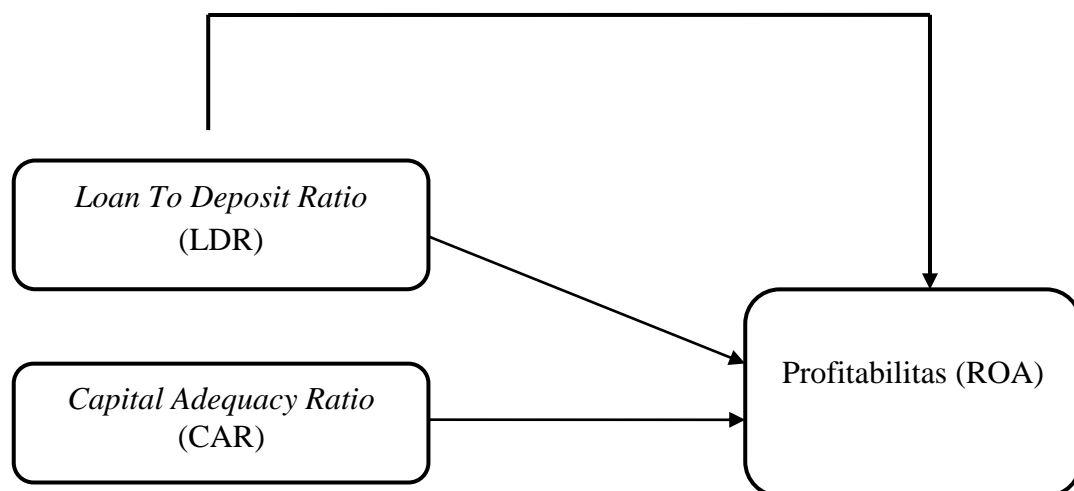 Loan To Deposit Ratio
(LDR)
Capital Adequacy Ratio
(CAR)
Profitabilitas (ROA)